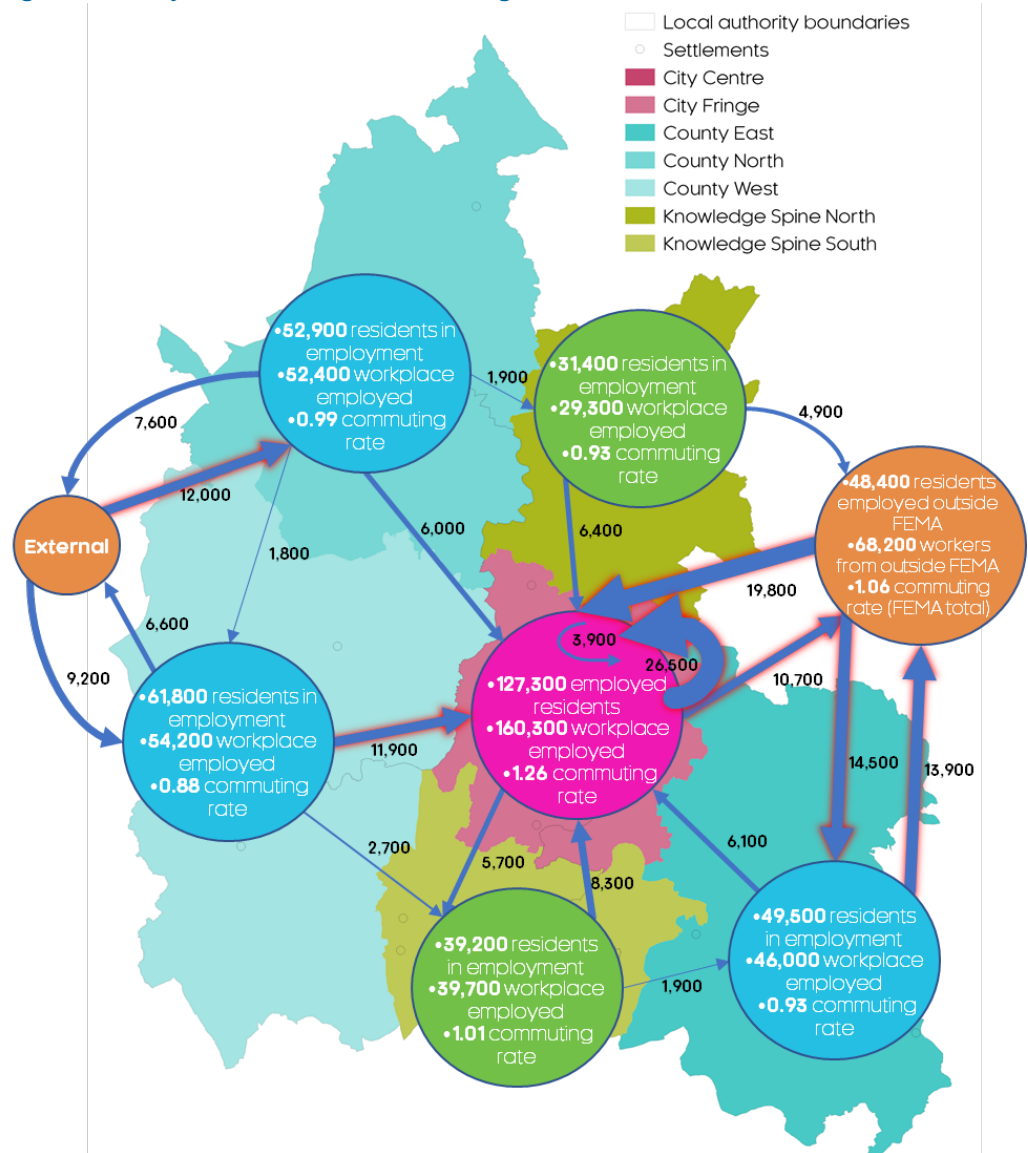 Local authority boundaries
Settlements
City Centre
City Fringe
County East
County North
County West
Knowledge Spine North
Knowledge Spine South
•52,900 residents in
employment
•52,400 workplace
employed
•0.99 commuting
rate
1,900
•31,400 residents in
employment
•29,300 workplace
employed
•0.93 commuting
rate
4,900
7,600
12,000
External
6,000
6,400
•48,400 residents
employed outside
FEMA
•68,200 workers
from outside FEMA
•1.06 commuting
rate (FEMA total)
19,800
1,800
6,600
9,200
3,900
26,500
10,700
•127,300 employed
residents
•160,300 workplace
employed
•1.26 commuting
rate
•61,800 residents in
employment
•54,200 workplace
employed
•0.88 commuting
rate
11,900
14,500
13,900
2,700
5,700
8,300
6,100
•39,200 residents
in employment
•39,700 workplace
employed
•1.01 commuting
rate
1,900
•49,500 residents
in employment
•46,000 workplace
employed
•0.93 commuting
rate